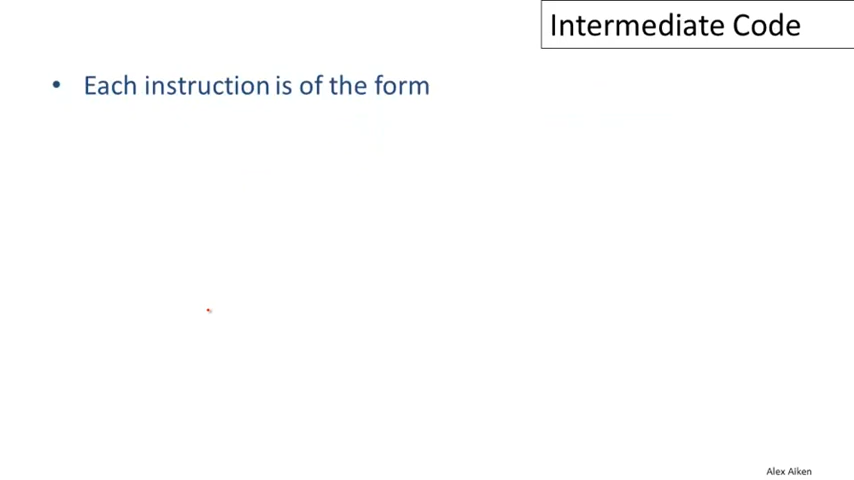 Intermediate Code
• Each instruction is of the form
Alex Aiken